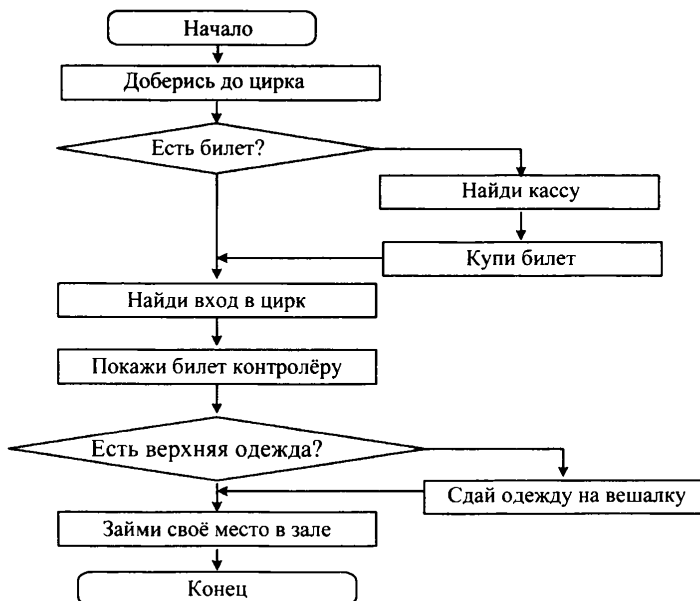 Начало
Доберись до цирка
Есть билет?
Найди кассу
Купи билет
Найди вход в цирк
Покажи билет контролёру
Есть верхняя одежда?
Сдай одежду на вешалку
Займи своё место в зале
Конец